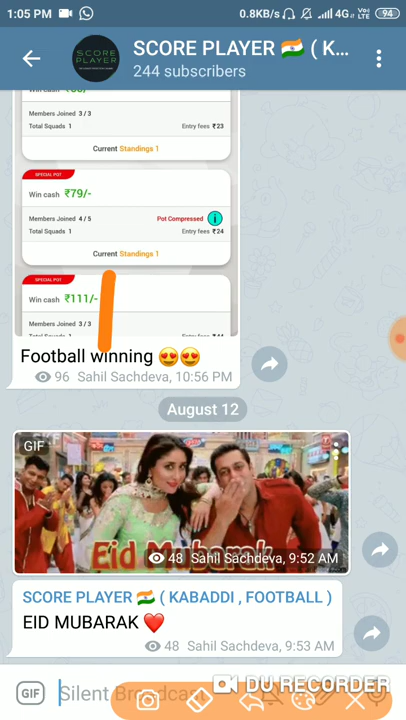 1:05 PM
0.8KB/s 4G VoLTE 94
SCORE PLAYER 🇮🇳 ( K...
244 subscribers
SCORE
PLAYER
Members Joined 3 / 3
Total Squads 1 Entry fees ₹23
Current Standings 1
SPECIAL POT
Win cash ₹79/-
Members Joined 4 / 5 Pot Compressed i
Total Squads 1 Entry fees ₹24
Current Standings 1
SPECIAL POT
Win cash ₹111/-
Members Joined 3 / 3
Football winning 😍😍
96 Sahil Sachdeva, 10:56 PM
August 12
GIF
Eid Mubarak
48 Sahil Sachdeva, 9:52 AM
SCORE PLAYER 🇮🇳 ( KABADDI , FOOTBALL )
EID MUBARAK ❤️
48 Sahil Sachdeva, 9:53 AM
DU RECORDER
GIF Silent Broadcast